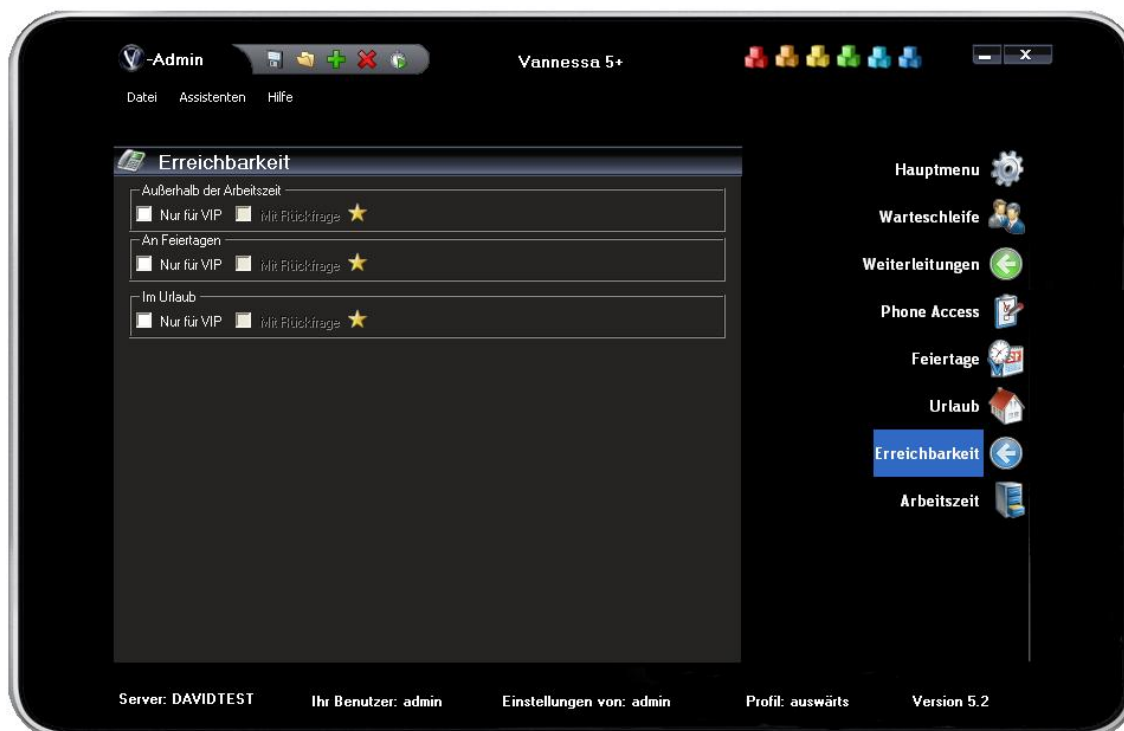 V-Admin
Vannessa 5+
X
Datei Assistenten Hilfe
Erreichbarkeit
Außerhalb der Arbeitszeit
Nur für VIP Mit Rückfrage
An Feiertagen
Nur für VIP Mit Rückfrage
Im Urlaub
Nur für VIP Mit Rückfrage
Hauptmenu
Warteschleife
Weiterleitungen
Phone Access
Feiertage
Urlaub
Erreichbarkeit
Arbeitszeit
Server: DAVIDTEST Ihr Benutzer: admin Einstellungen von: admin Profil: auswärts Version 5.2